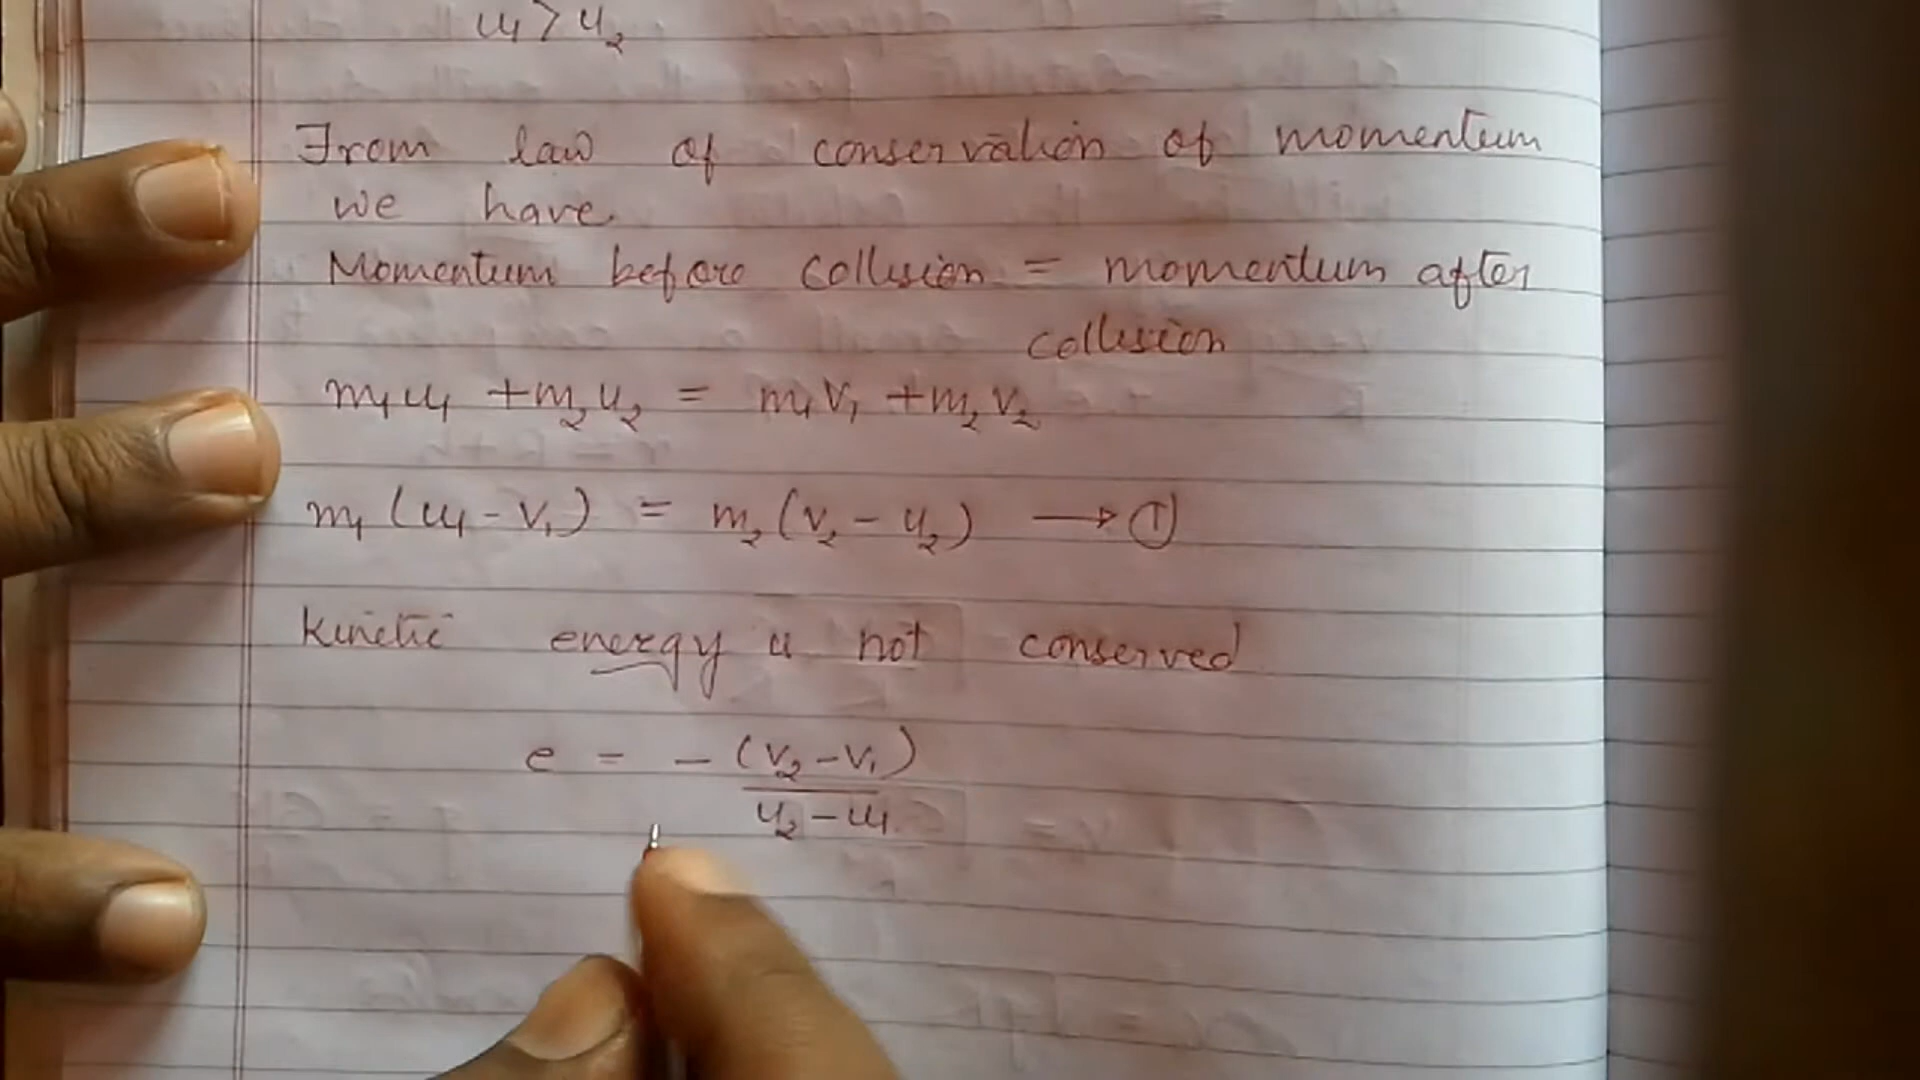 u₁ > u₂
From law of conservation of momentum
we have
Momentum before collision = momentum after
collision
m₁u₁ + m₂u₂ = m₁v₁ + m₂v₂
m₁(u₁ - v₁) = m₂(v₂ - u₂) → ①
Kinetic energy is not conserved
e = -(v₂ - v₁)
u₂ - u₁